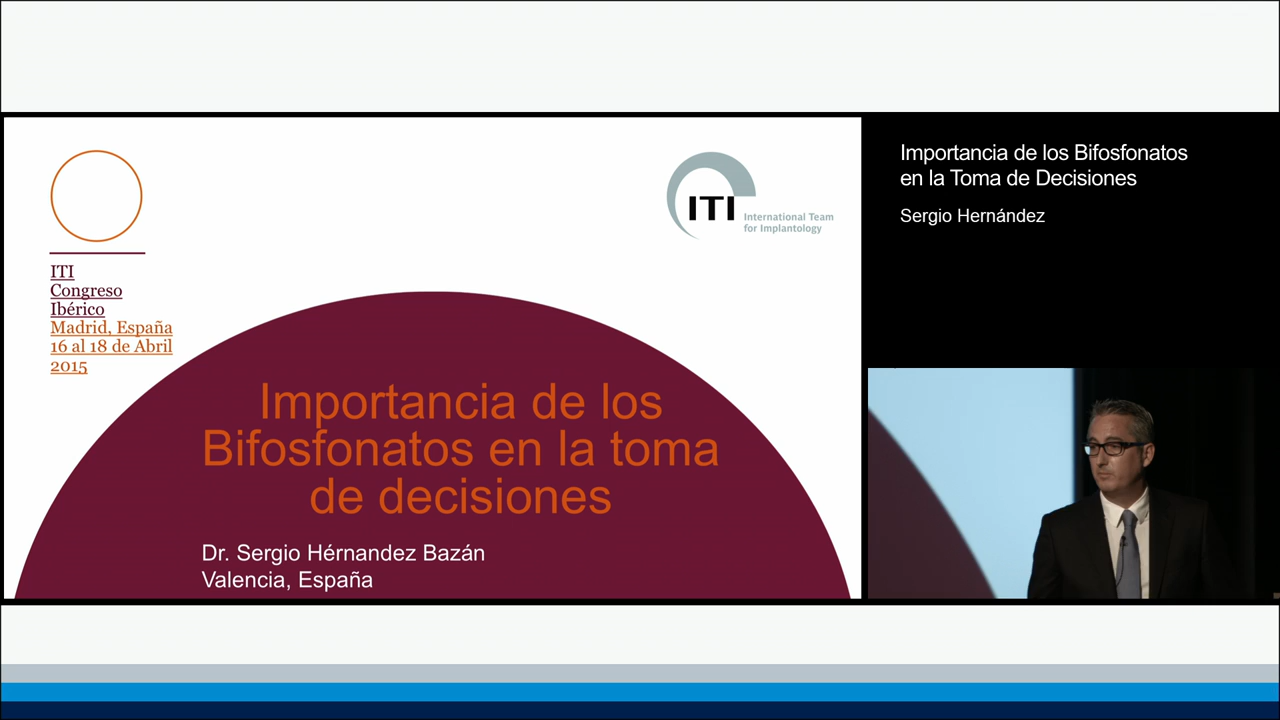 ITI
Congreso
Ibérico
Madrid, España
16 al 18 de Abril
2015
ITI
International Team
for Implantology
Importancia de los
Bifosfonatos en la toma
de decisiones
Dr. Sergio Hérnandez Bazán
Valencia, España
Importancia de los Bifosfonatos
en la Toma de Decisiones
Sergio Hernández